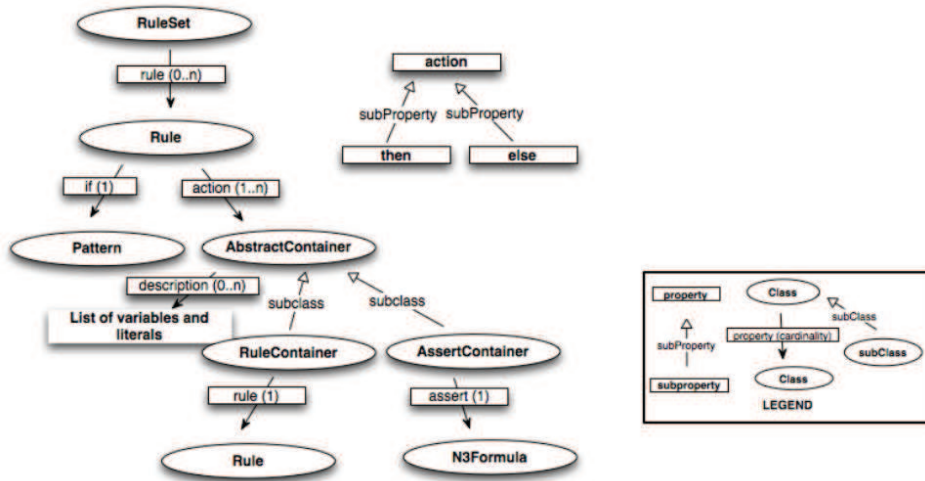 RuleSet
rule (0..n)
Rule
if (1)
action (1..n)
Pattern
AbstractContainer
description (0..n)
List of variables and
literals
subclass
subclass
RuleContainer
AssertContainer
rule (1)
assert (1)
Rule
N3Formula
action
subProperty
subProperty
then
else
property
Class
subClass
subProperty
property (cardinality)
subClass
subproperty
Class
LEGEND